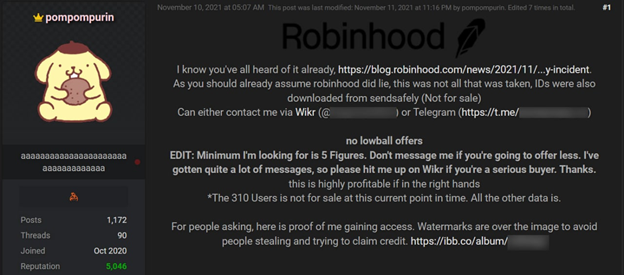 pompompurin
November 10, 2021 at 05:07 AM This post was last modified: November 11, 2021 at 11:16 PM by pompompurin. Edited 7 times in total.
#1
Robinhood
I know you've all heard of it already, https://blog.robinhood.com/news/2021/11/...y-incident.
As you should already assume robinhood did lie, this was not all that was taken, IDs were also
downloaded from sendsafely (Not for sale)
Can either contact me via Wikr (@ ) or Telegram (https://t.me/ )
no lowball offers
EDIT: Minimum I'm looking for is 5 Figures. Don't message me if you're going to offer less. I've
gotten quite a lot of messages, so please hit me up on Wikr if you're a serious buyer. Thanks.
this is highly profitable if in the right hands
*The 310 Users is not for sale at this current point in time. All the other data is.
For people asking, here is proof of me gaining access. Watermarks are over the image to avoid
people stealing and trying to claim credit. https://ibb.co/album/
aaaaaaaaaaaaaaaaaaaaaaa
aaaaaaaaaaaaa
Posts 1,172
Threads 90
Joined Oct 2020
Reputation 5,046